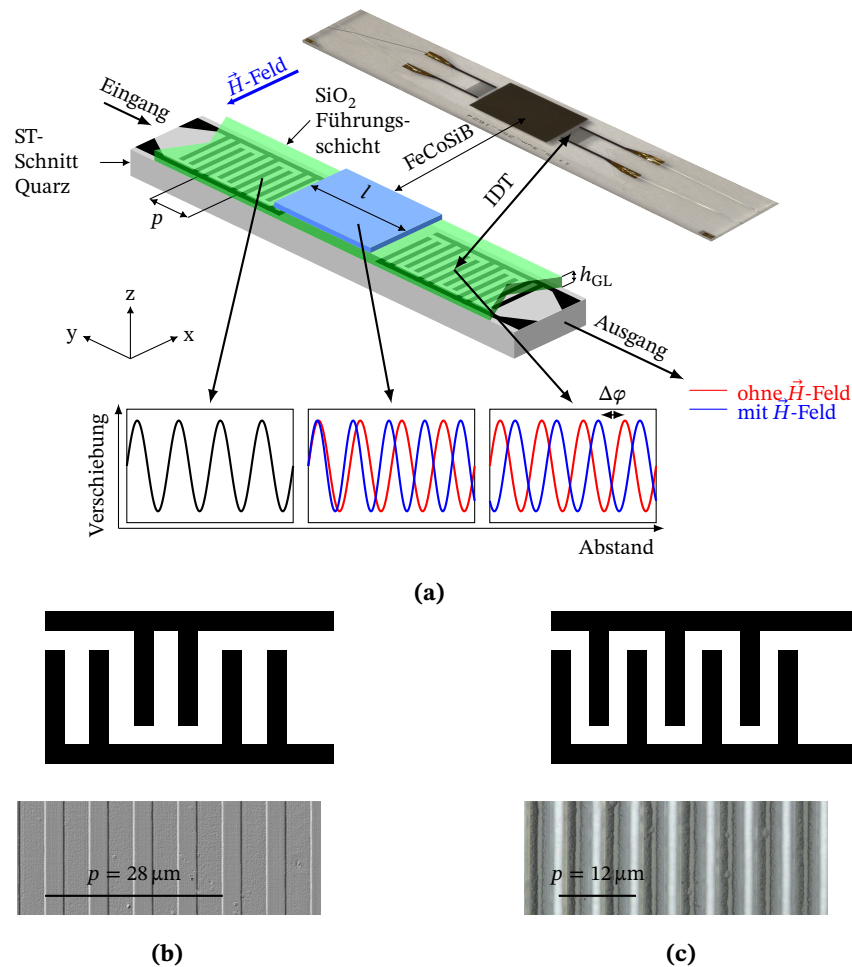 Eingang
H⃗-Feld
SiO₂
Führungs-
schicht
ST-
Schnitt
Quarz
FeCoSiB
IDT
l
p
h_GL
z
y
x
Ausgang
Δφ
ohne H⃗-Feld
mit H⃗-Feld
Verschiebung
Abstand
(a)
p = 28 µm
p = 12 µm
(b)
(c)